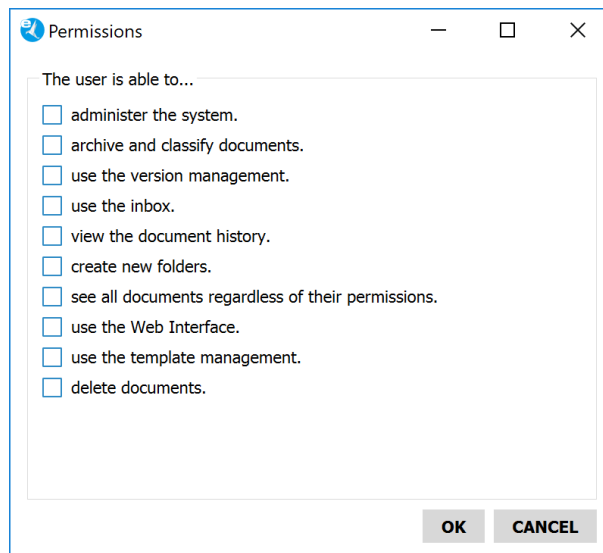 Permissions
The user is able to...
administer the system.
archive and classify documents.
use the version management.
use the inbox.
view the document history.
create new folders.
see all documents regardless of their permissions.
use the Web Interface.
use the template management.
delete documents.
OK CANCEL